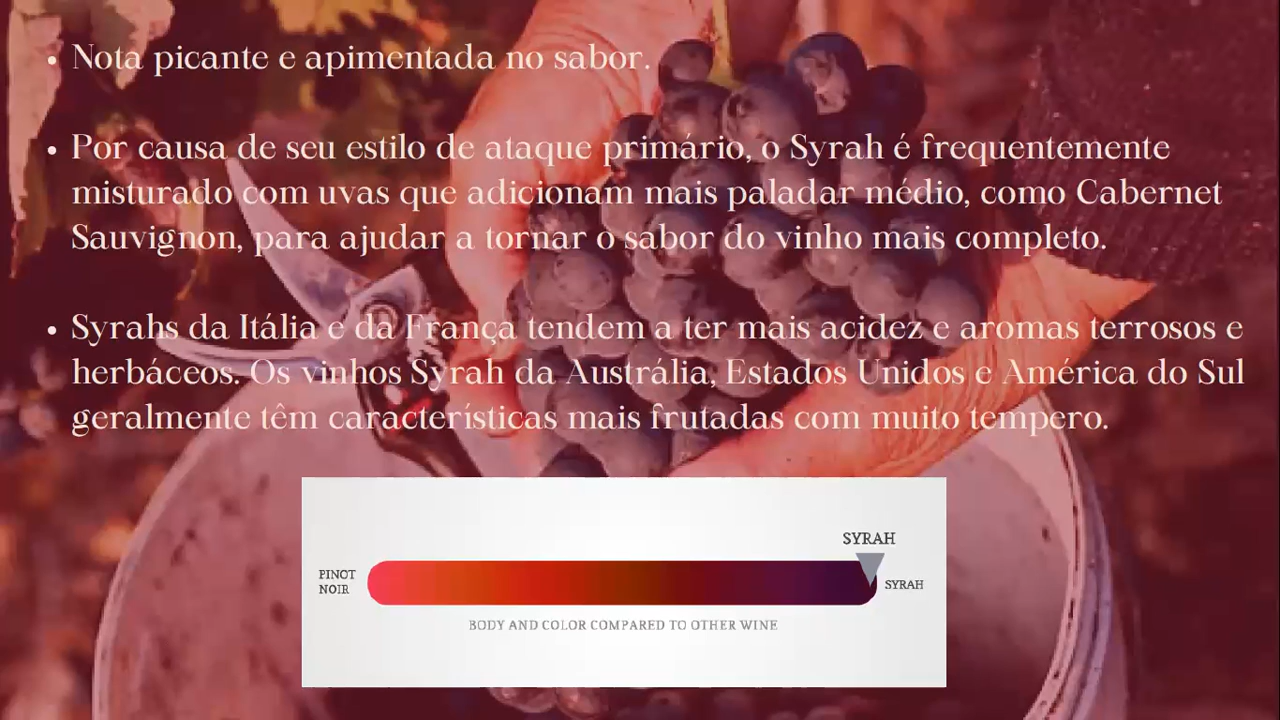 • Nota picante e apimentada no sabor.
• Por causa de seu estilo de ataque primário, o Syrah é frequentemente
misturado com uvas que adicionam mais paladar médio, como Cabernet
Sauvignon, para ajudar a tornar o sabor do vinho mais completo.
• Syrahs da Itália e da França tendem a ter mais acidez e aromas terrosos e
herbáceos. Os vinhos Syrah da Austrália, Estados Unidos e América do Sul
geralmente têm características mais frutadas com muito tempero.
SYRAH
PINOT
NOIR
SYRAH
BODY AND COLOR COMPARED TO OTHER WINE